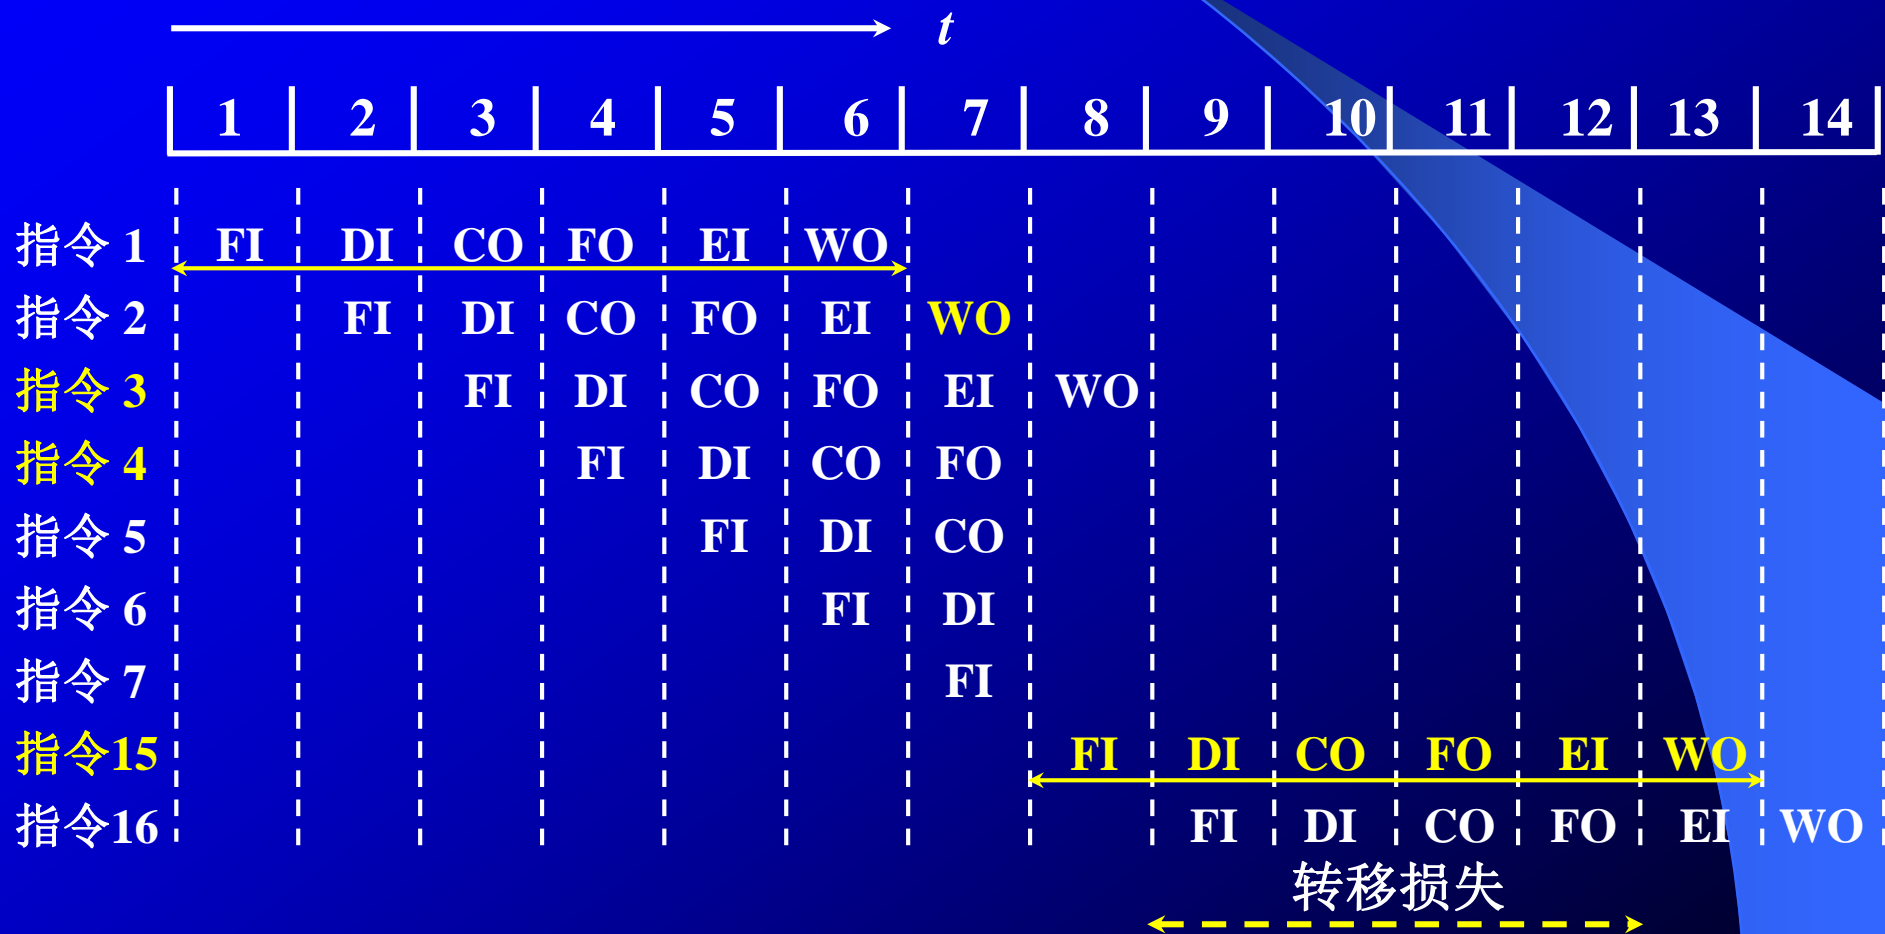 t
1 2 3 4 5 6 7 8 9 10 11 12 13 14
指令 1 FI DI CO FO EI WO
指令 2 FI DI CO FO EI WO
指令 3 FI DI CO FO EI WO
指令 4 FI DI CO FO
指令 5 FI DI CO
指令 6 FI DI
指令 7 FI
指令15 FI DI CO FO EI WO
指令16 FI DI CO FO EI WO
转移损失